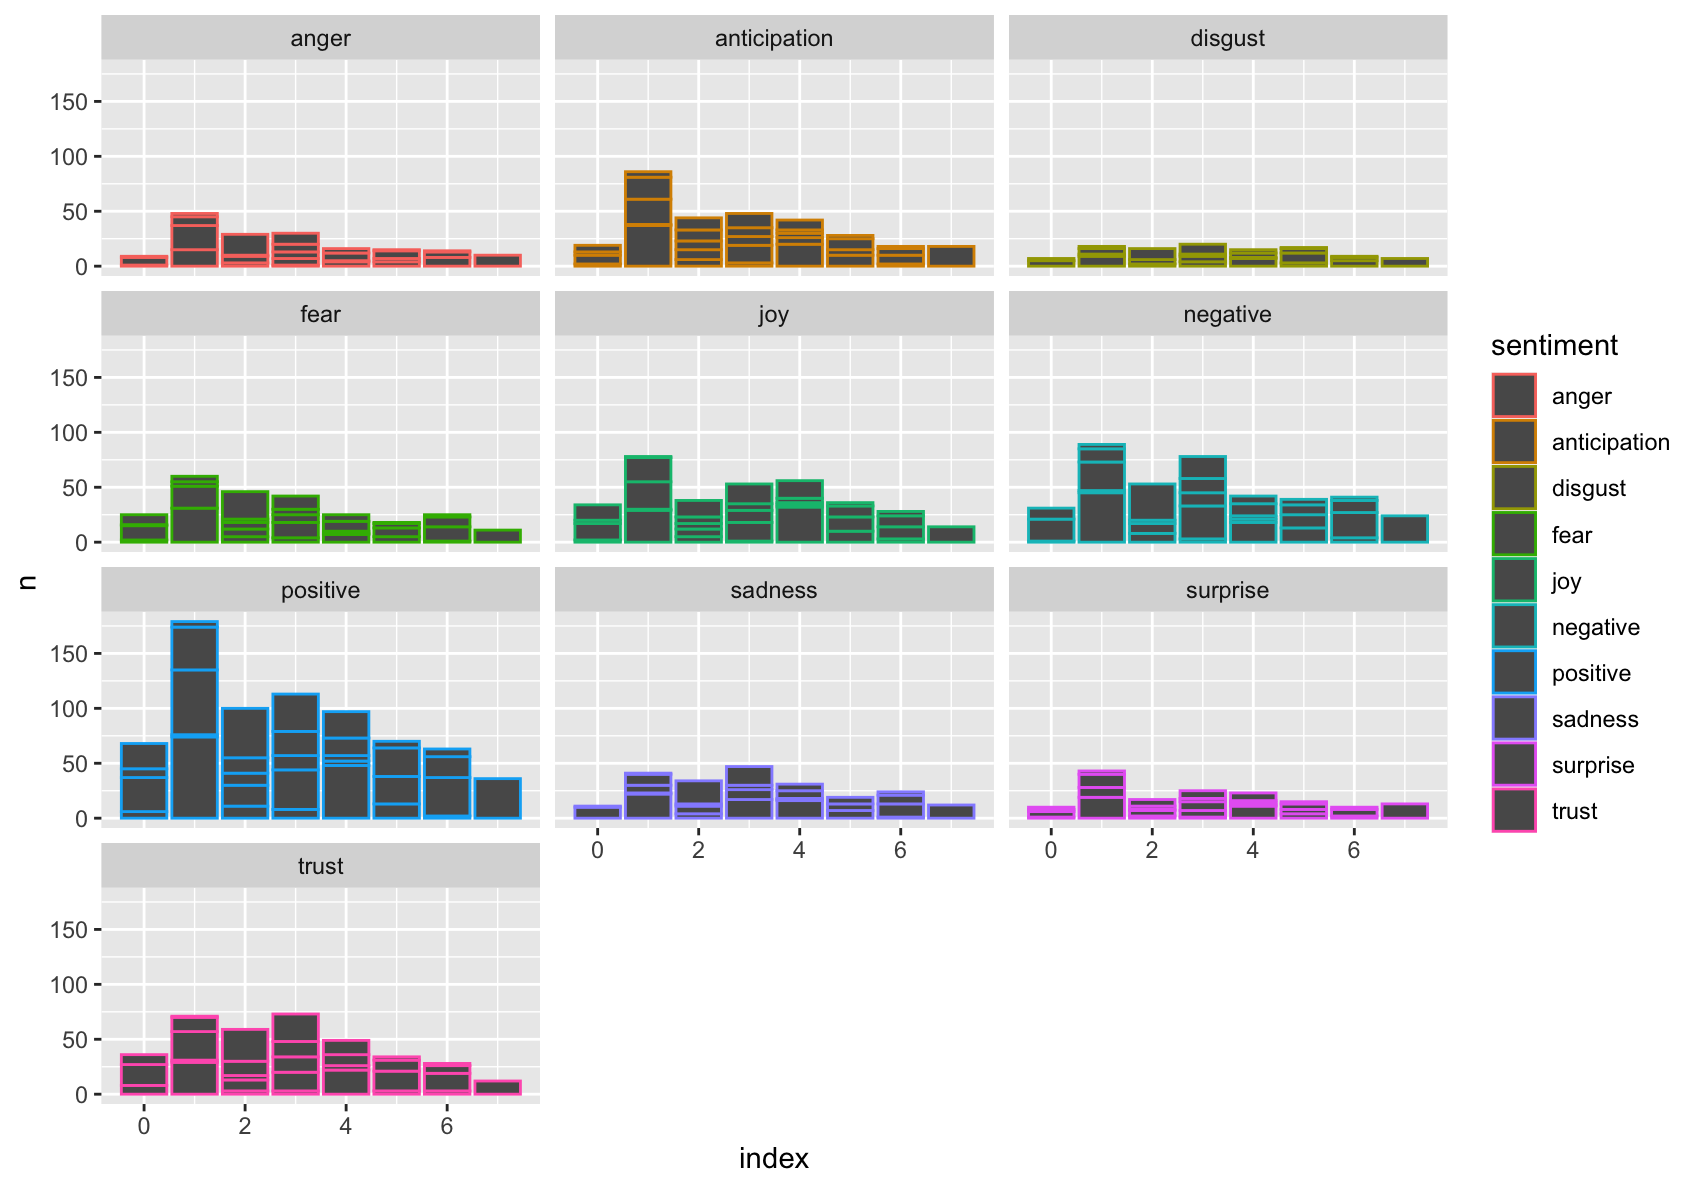 anger anticipation disgust
150
100
50
0
fear joy negative
150
100
50
0
positive sadness surprise
150
100
50
0
0 2 4 6 0 2 4 6
trust
150
100
50
0
0 2 4 6
index
n
sentiment
anger
anticipation
disgust
fear
joy
negative
positive
sadness
surprise
trust